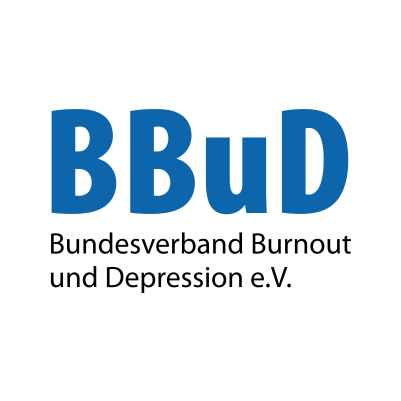 BBuD
Bundesverband Burnout
und Depression e.V.